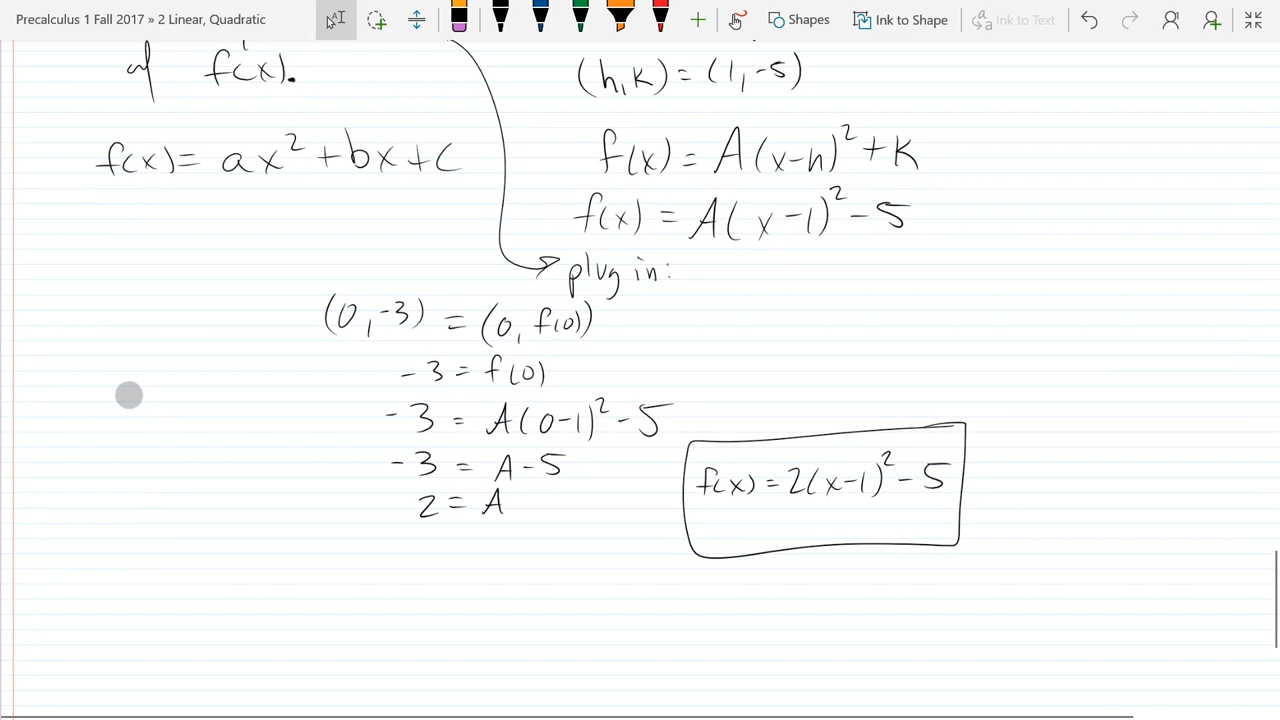 Precalculus 1 Fall 2017 » 2 Linear, Quadratic
Shapes
Ink to Shape
Ink to Text
of f(x).
f(x) = ax² + bx + c
(h,k) = (1,-5)
f(x) = A(x-h)² + k
f(x) = A(x-1)² - 5
plug in:
(0,-3) = (0, f(0))
-3 = f(0)
-3 = A(0-1)² - 5
-3 = A - 5
2 = A
f(x) = 2(x-1)² - 5